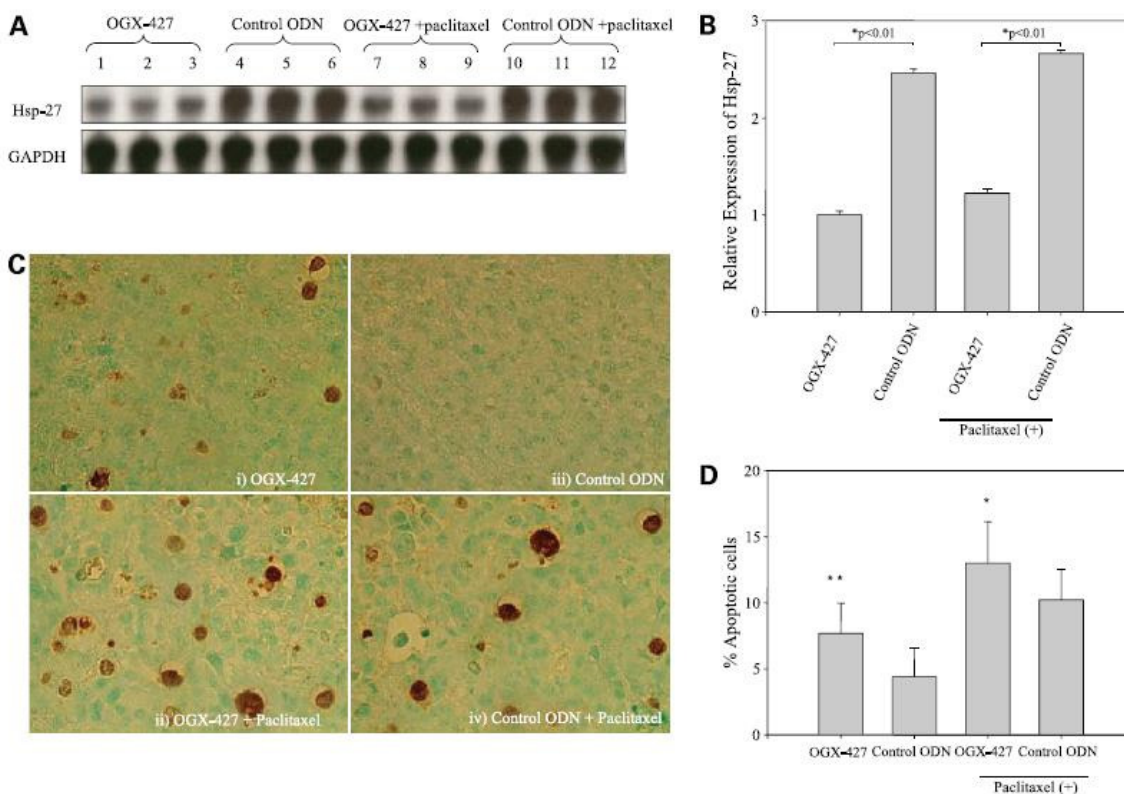 A
OGX-427 Control ODN OGX-427 +paclitaxel Control ODN +paclitaxel
1 2 3 4 5 6 7 8 9 10 11 12
Hsp-27
GAPDH
B
*p<0.01 *p<0.01
Relative Expression of Hsp-27
3
2
1
0
OGX-427 Control ODN OGX-427 Control ODN
Paclitaxel (+)
C
i) OGX-427
iii) Control ODN
ii) OGX-427 + Paclitaxel
iv) Control ODN + Paclitaxel
D
% Apoptotic cells
20
15
10
5
0
* *
*
OGX-427 Control ODN OGX-427 Control ODN
Paclitaxel (+)